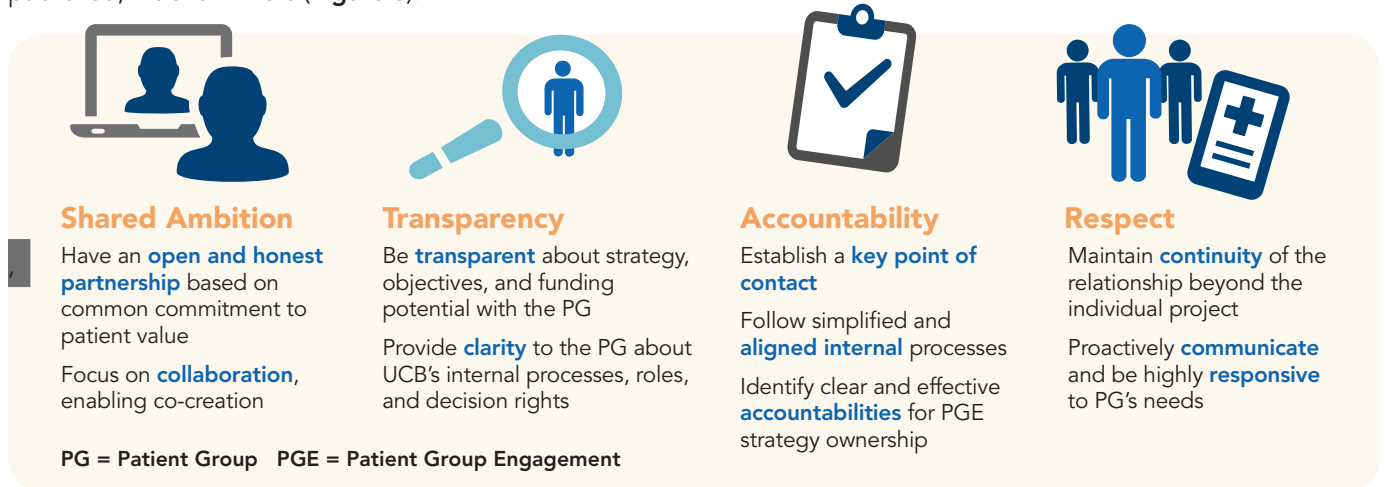 Shared Ambition
Have an open and honest
partnership based on
common commitment to
patient value
Focus on collaboration,
enabling co-creation
Transparency
Be transparent about strategy,
objectives, and funding
potential with the PG
Provide clarity to the PG about
UCB's internal processes, roles,
and decision rights
Accountability
Establish a key point of
contact
Follow simplified and
aligned internal processes
Identify clear and effective
accountabilities for PGE
strategy ownership
Respect
Maintain continuity of the
relationship beyond the
individual project
Proactively communicate
and be highly responsive
to PG's needs
PG = Patient Group PGE = Patient Group Engagement